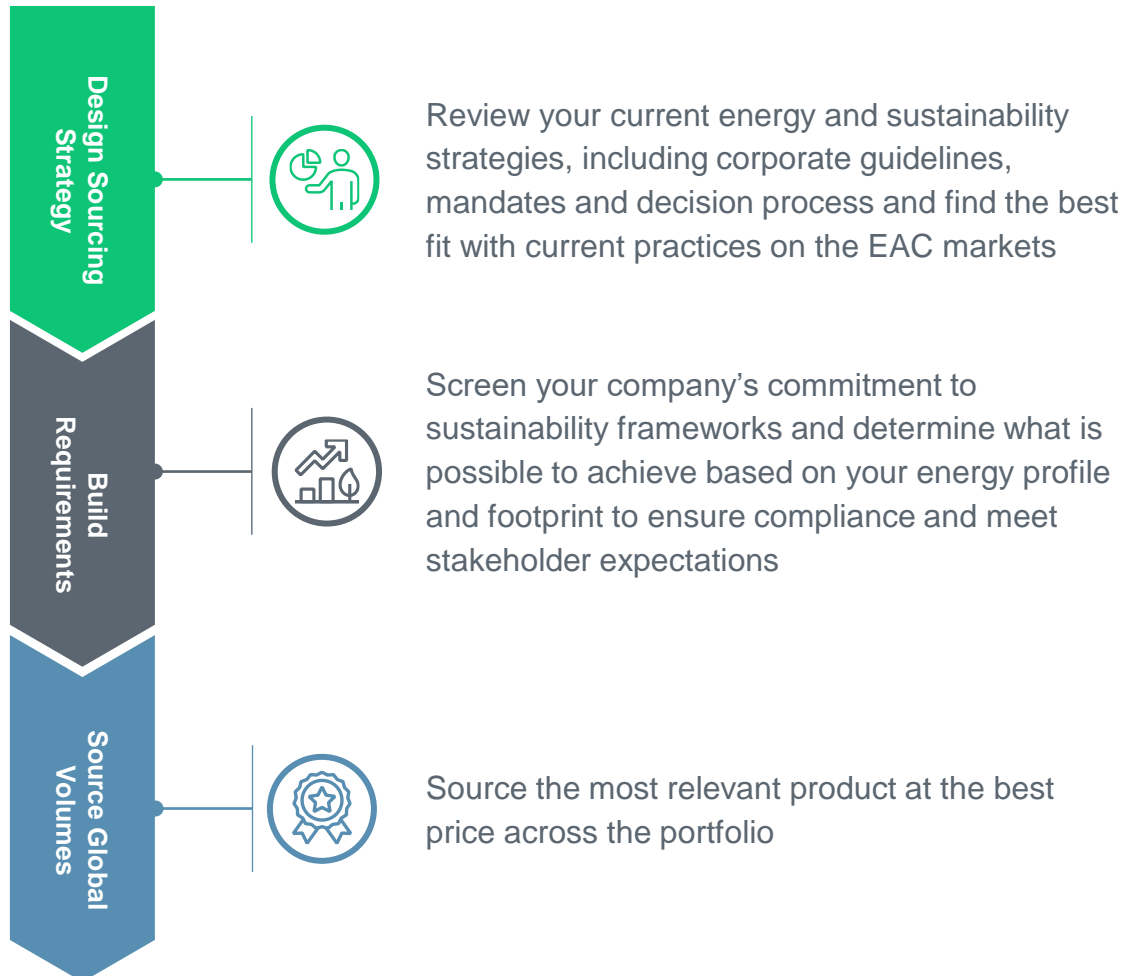 Design Sourcing
Strategy
Review your current energy and sustainability
strategies, including corporate guidelines,
mandates and decision process and find the best
fit with current practices on the EAC markets
Build
Requirements
Screen your company’s commitment to
sustainability frameworks and determine what is
possible to achieve based on your energy profile
and footprint to ensure compliance and meet
stakeholder expectations
Source Global
Volumes
Source the most relevant product at the best
price across the portfolio